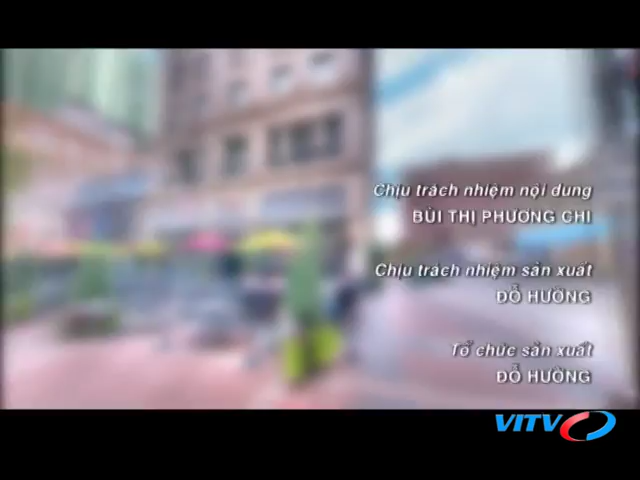 Chịu trách nhiệm nội dung
BÙI THỊ PHƯƠNG CHI
Chịu trách nhiệm sản xuất
ĐỖ HƯỜNG
Tổ chức sản xuất
ĐỖ HƯỜNG
VITV